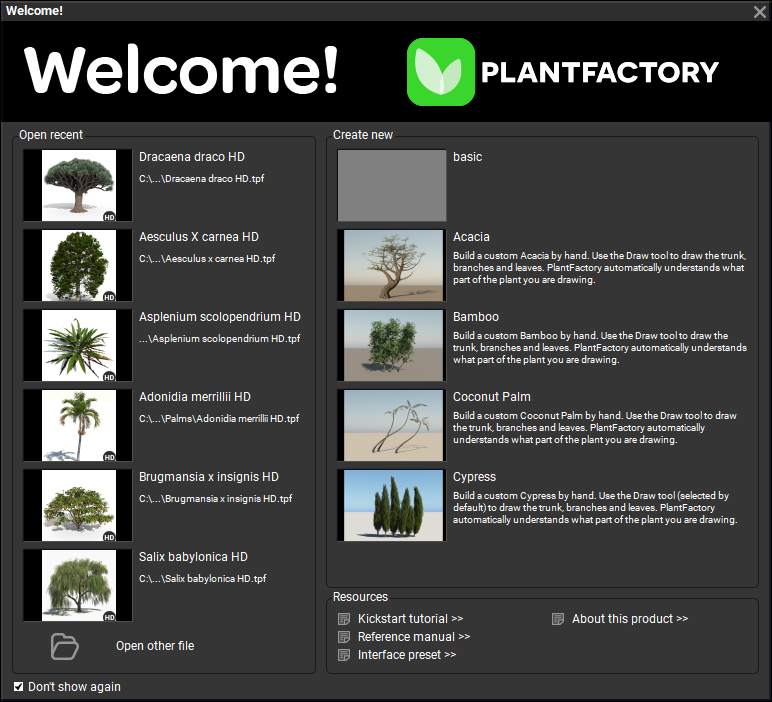 Welcome!
Welcome!
PLANTFACTORY
Open recent
Dracaena draco HD
C:\...\Dracaena draco HD.tpf
HD
Aesculus X carnea HD
C:\...\Aesculus x carnea HD.tpf
HD
Asplenium scolopendrium HD
...\Asplenium scolopendrium HD.tpf
HD
Adonidia merrillii HD
C:\...\Palms\Adonidia merrillii HD.tpf
HD
Brugmansia x insignis HD
C:\...\Brugmansia x insignis HD.tpf
HD
Salix babylonica HD
C:\...\Salix babylonica HD.tpf
HD
Open other file
Create new
basic
Acacia
Build a custom Acacia by hand. Use the Draw tool to draw the trunk,
branches and leaves. PlantFactory automatically understands what
part of the plant you are drawing.
Bamboo
Build a custom Bamboo by hand. Use the Draw tool to draw the
trunk, branches and leaves. PlantFactory automatically understands
what part of the plant you are drawing.
Coconut Palm
Build a custom Coconut Palm by hand. Use the Draw tool to draw
the trunk, branches and leaves. PlantFactory automatically
understands what part of the plant you are drawing.
Cypress
Build a custom Cypress by hand. Use the Draw tool (selected by
default) to draw the trunk, branches and leaves. PlantFactory
automatically understands what part of the plant you are drawing.
Resources
Kickstart tutorial >>
About this product >>
Reference manual >>
Interface preset >>
Don't show again